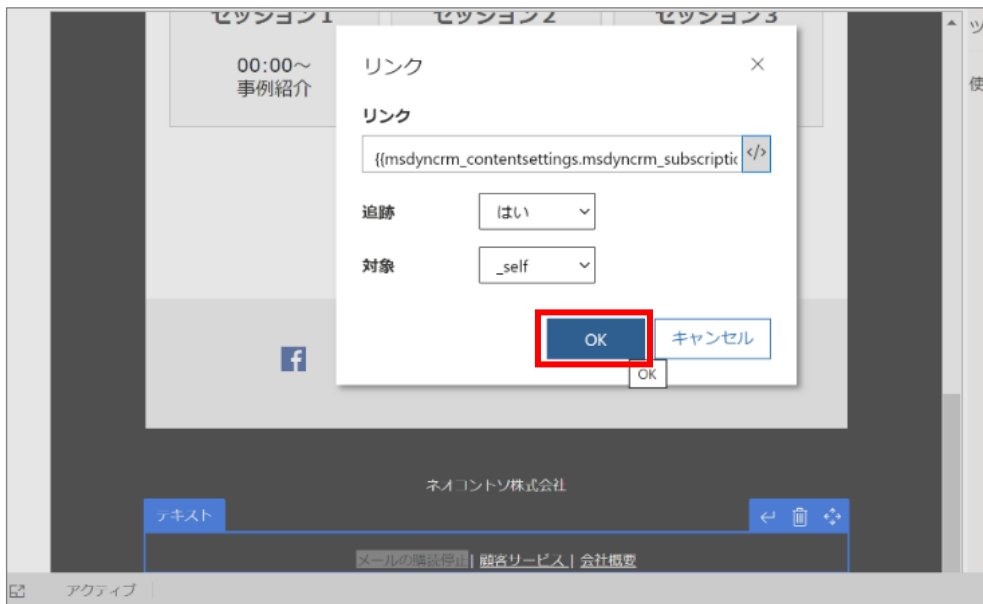 セッション1 セッション2 セッション3
ツ
00:00～
事例紹介
使
リンク
リンク
{{msdyncrm_contentsettings.msdyncrm_subscriptic
</>
追跡 はい
対象 _self
OK キャンセル
OK
f
ネオコントソ株式会社
テキスト
メールの購読停止| 顧客サービス | 会社概要
アクティブ